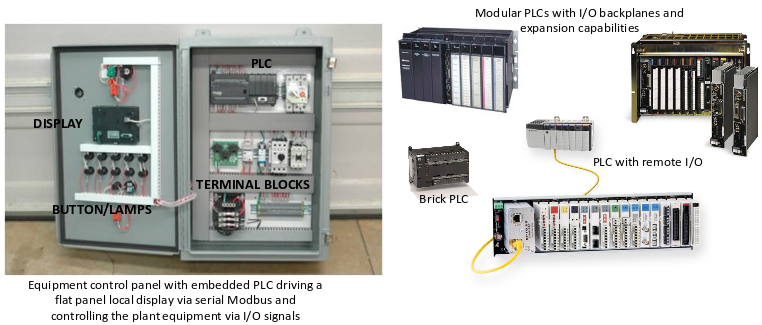 PLC
DISPLAY
TERMINAL BLOCKS
BUTTON/LAMPS
Equipment control panel with embedded PLC driving a
flat panel local display via serial Modbus and
controlling the plant equipment via I/O signals
Modular PLCs with I/O backplanes and
expansion capabilities
PLC with remote I/O
Brick PLC